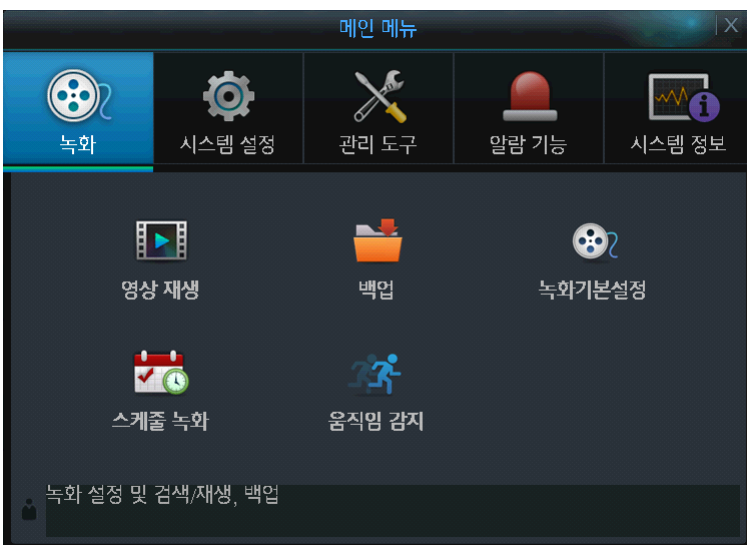 메인 메뉴
X
녹화
시스템 설정
관리 도구
알람 기능
시스템 정보
영상 재생
백업
녹화기본설정
스케줄 녹화
움직임 감지
녹화 설정 및 검색/재생, 백업